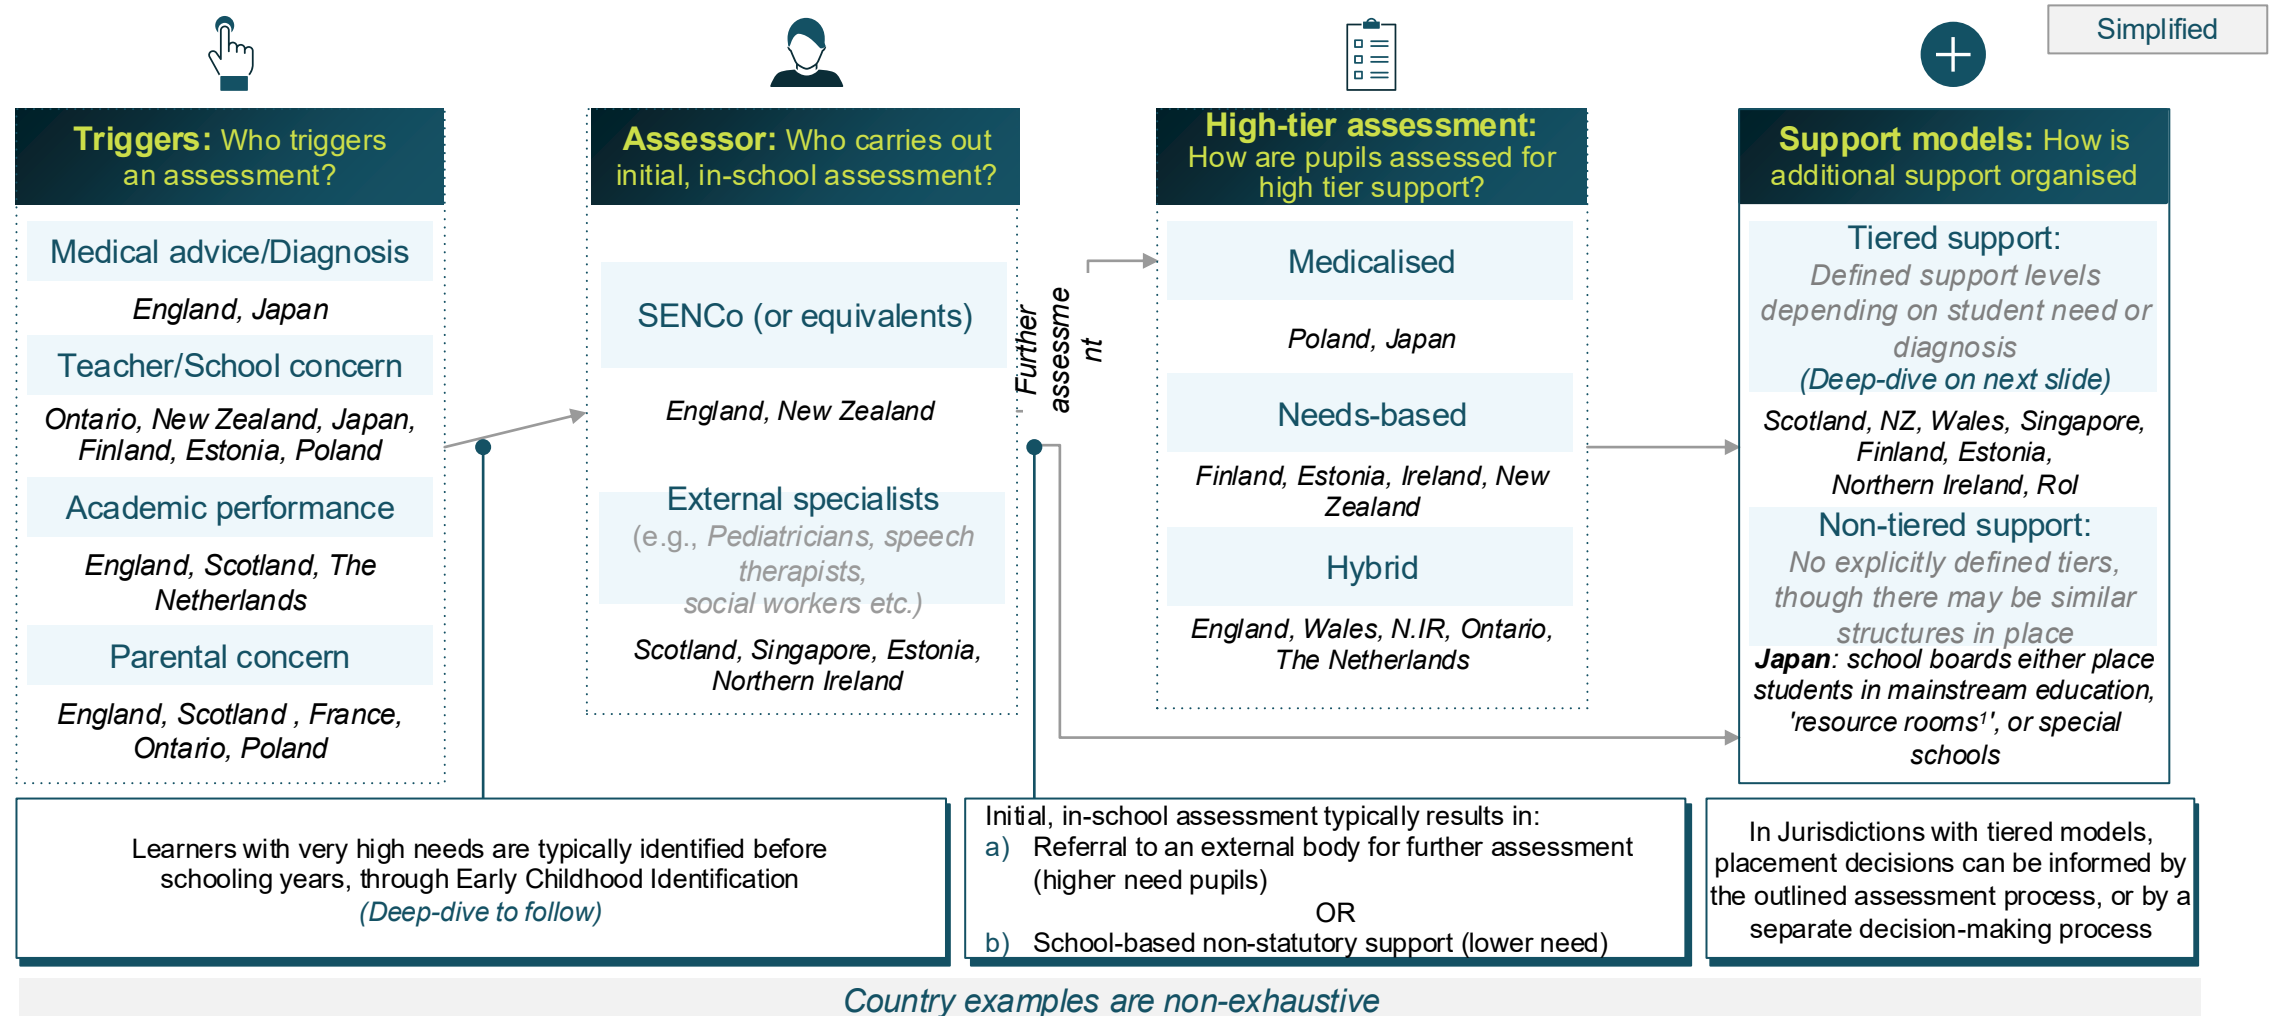 Simplified
Triggers: Who triggers
an assessment?
Medical advice/Diagnosis
England, Japan
Teacher/School concern
Ontario, New Zealand, Japan,
Finland, Estonia, Poland
Academic performance
England, Scotland, The
Netherlands
Parental concern
England, Scotland , France,
Ontario, Poland
Assessor: Who carries out
initial, in-school assessment?
SENCo (or equivalents)
England, New Zealand
External specialists
(e.g., Pediatricians, speech
therapists,
social workers etc.)
Scotland, Singapore, Estonia,
Northern Ireland
Further
assessme
nt
High-tier assessment:
How are pupils assessed for
high tier support?
Medicalised
Poland, Japan
Needs-based
Finland, Estonia, Ireland, New
Zealand
Hybrid
England, Wales, N.IR, Ontario,
The Netherlands
Support models: How is
additional support organised
Tiered support:
Defined support levels
depending on student need or
diagnosis
(Deep-dive on next slide)
Scotland, NZ, Wales, Singapore,
Finland, Estonia,
Northern Ireland, RoI
Non-tiered support:
No explicitly defined tiers,
though there may be similar
structures in place
Japan: school boards either place
students in mainstream education,
'resource rooms¹', or special
schools
Learners with very high needs are typically identified before
schooling years, through Early Childhood Identification
(Deep-dive to follow)
Initial, in-school assessment typically results in:
a) Referral to an external body for further assessment
(higher need pupils)
OR
b) School-based non-statutory support (lower need)
In Jurisdictions with tiered models,
placement decisions can be informed by
the outlined assessment process, or by a
separate decision-making process
Country examples are non-exhaustive